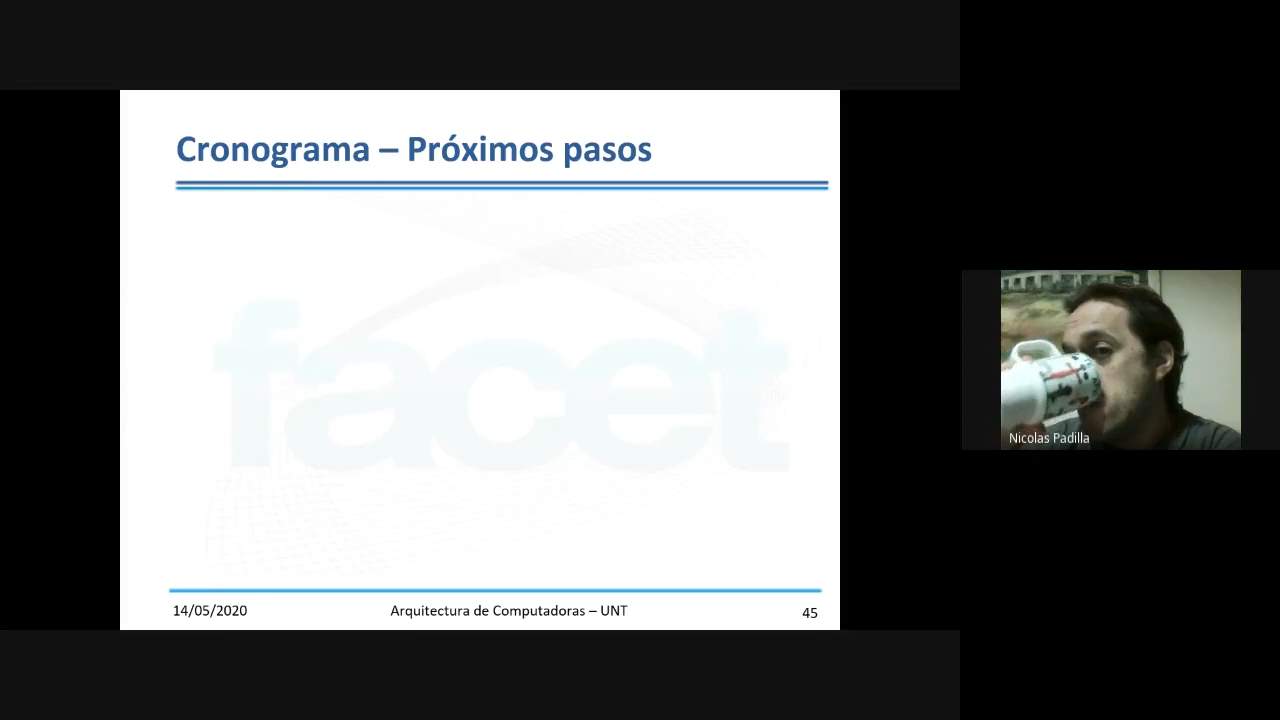 Cronograma – Próximos pasos
facet
14/05/2020
Arquitectura de Computadoras – UNT
45
Nicolas Padilla